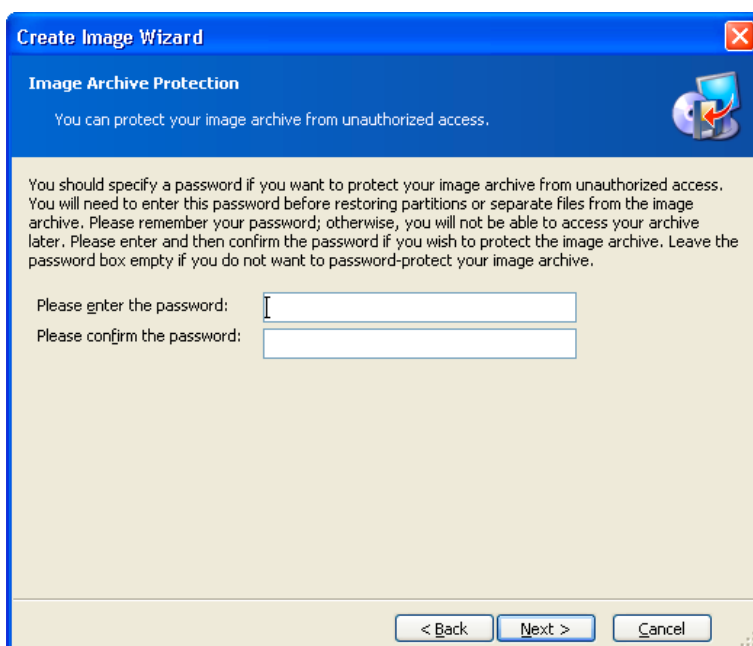 Create Image Wizard
Image Archive Protection
You can protect your image archive from unauthorized access.
You should specify a password if you want to protect your image archive from unauthorized access.
You will need to enter this password before restoring partitions or separate files from the image
archive. Please remember your password; otherwise, you will not be able to access your archive
later. Please enter and then confirm the password if you wish to protect the image archive. Leave the
password box empty if you do not want to password-protect your image archive.
Please enter the password:
Please confirm the password:
< Back Next > Cancel